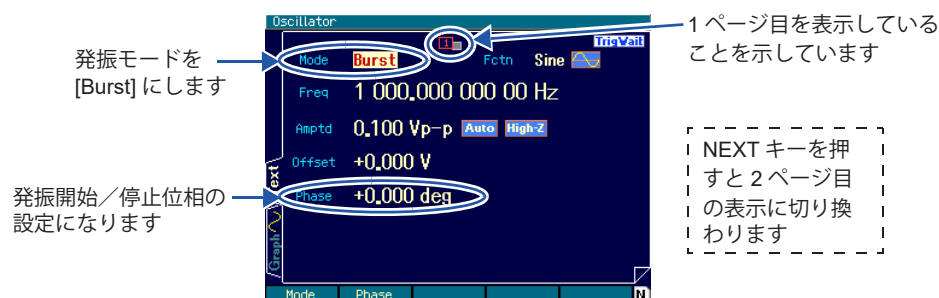 Oscillator
1 ページ目を表示している
ことを示しています
発振モードを
[Burst] にします
1
TrigWait
Mode Burst Fctn Sine
Freq 1 000.000 000 00 Hz
Amptd 0.100 Vp-p Auto High-Z
Offset +0.000 V
Phase +0.000 deg
発振開始／停止位相の
設定になります
NEXT キーを押
すと 2 ページ目
の表示に切り換
わります
Text
Graph
Mode Phase N